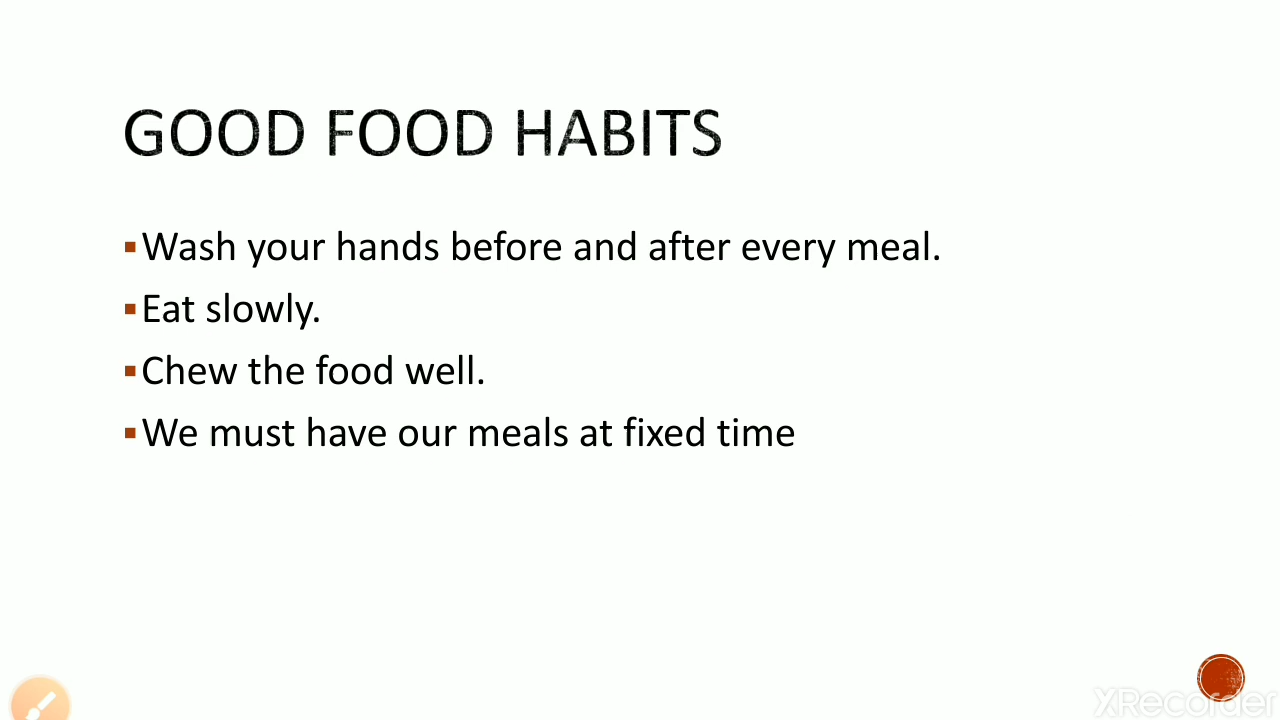 GOOD FOOD HABITS
▪Wash your hands before and after every meal.
▪Eat slowly.
▪Chew the food well.
▪We must have our meals at fixed time
XRecorder